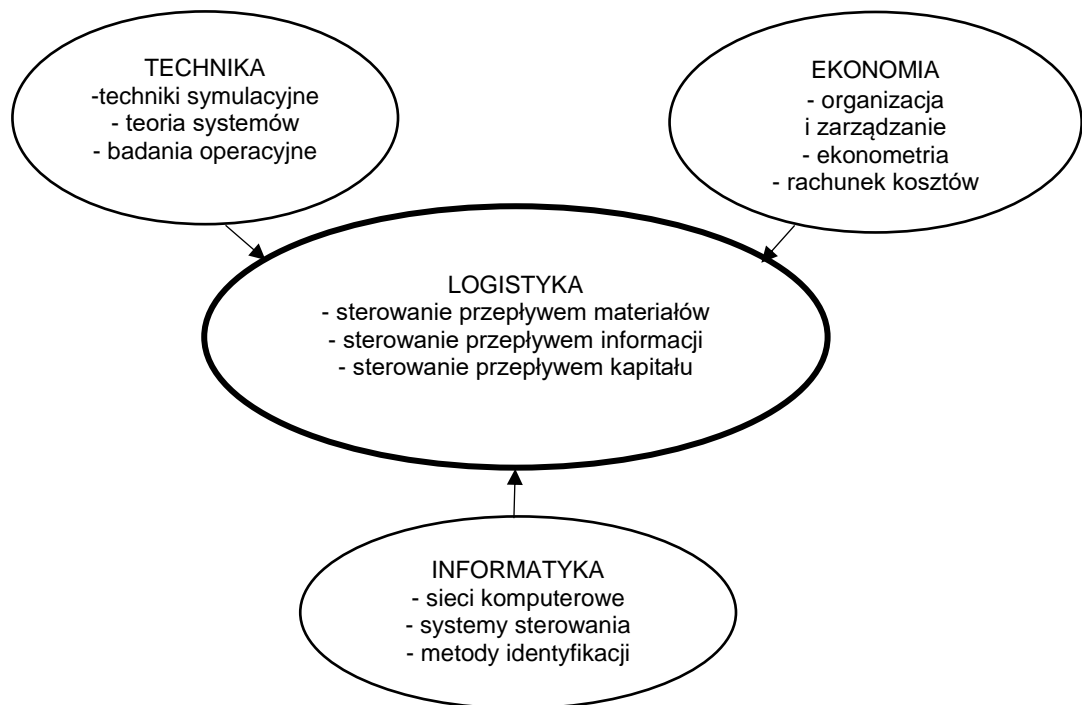 TECHNIKA
-techniki symulacyjne
- teoria systemów
- badania operacyjne
EKONOMIA
- organizacja
i zarządzanie
- ekonometria
- rachunek kosztów
LOGISTYKA
- sterowanie przepływem materiałów
- sterowanie przepływem informacji
- sterowanie przepływem kapitału
INFORMATYKA
- sieci komputerowe
- systemy sterowania
- metody identyfikacji